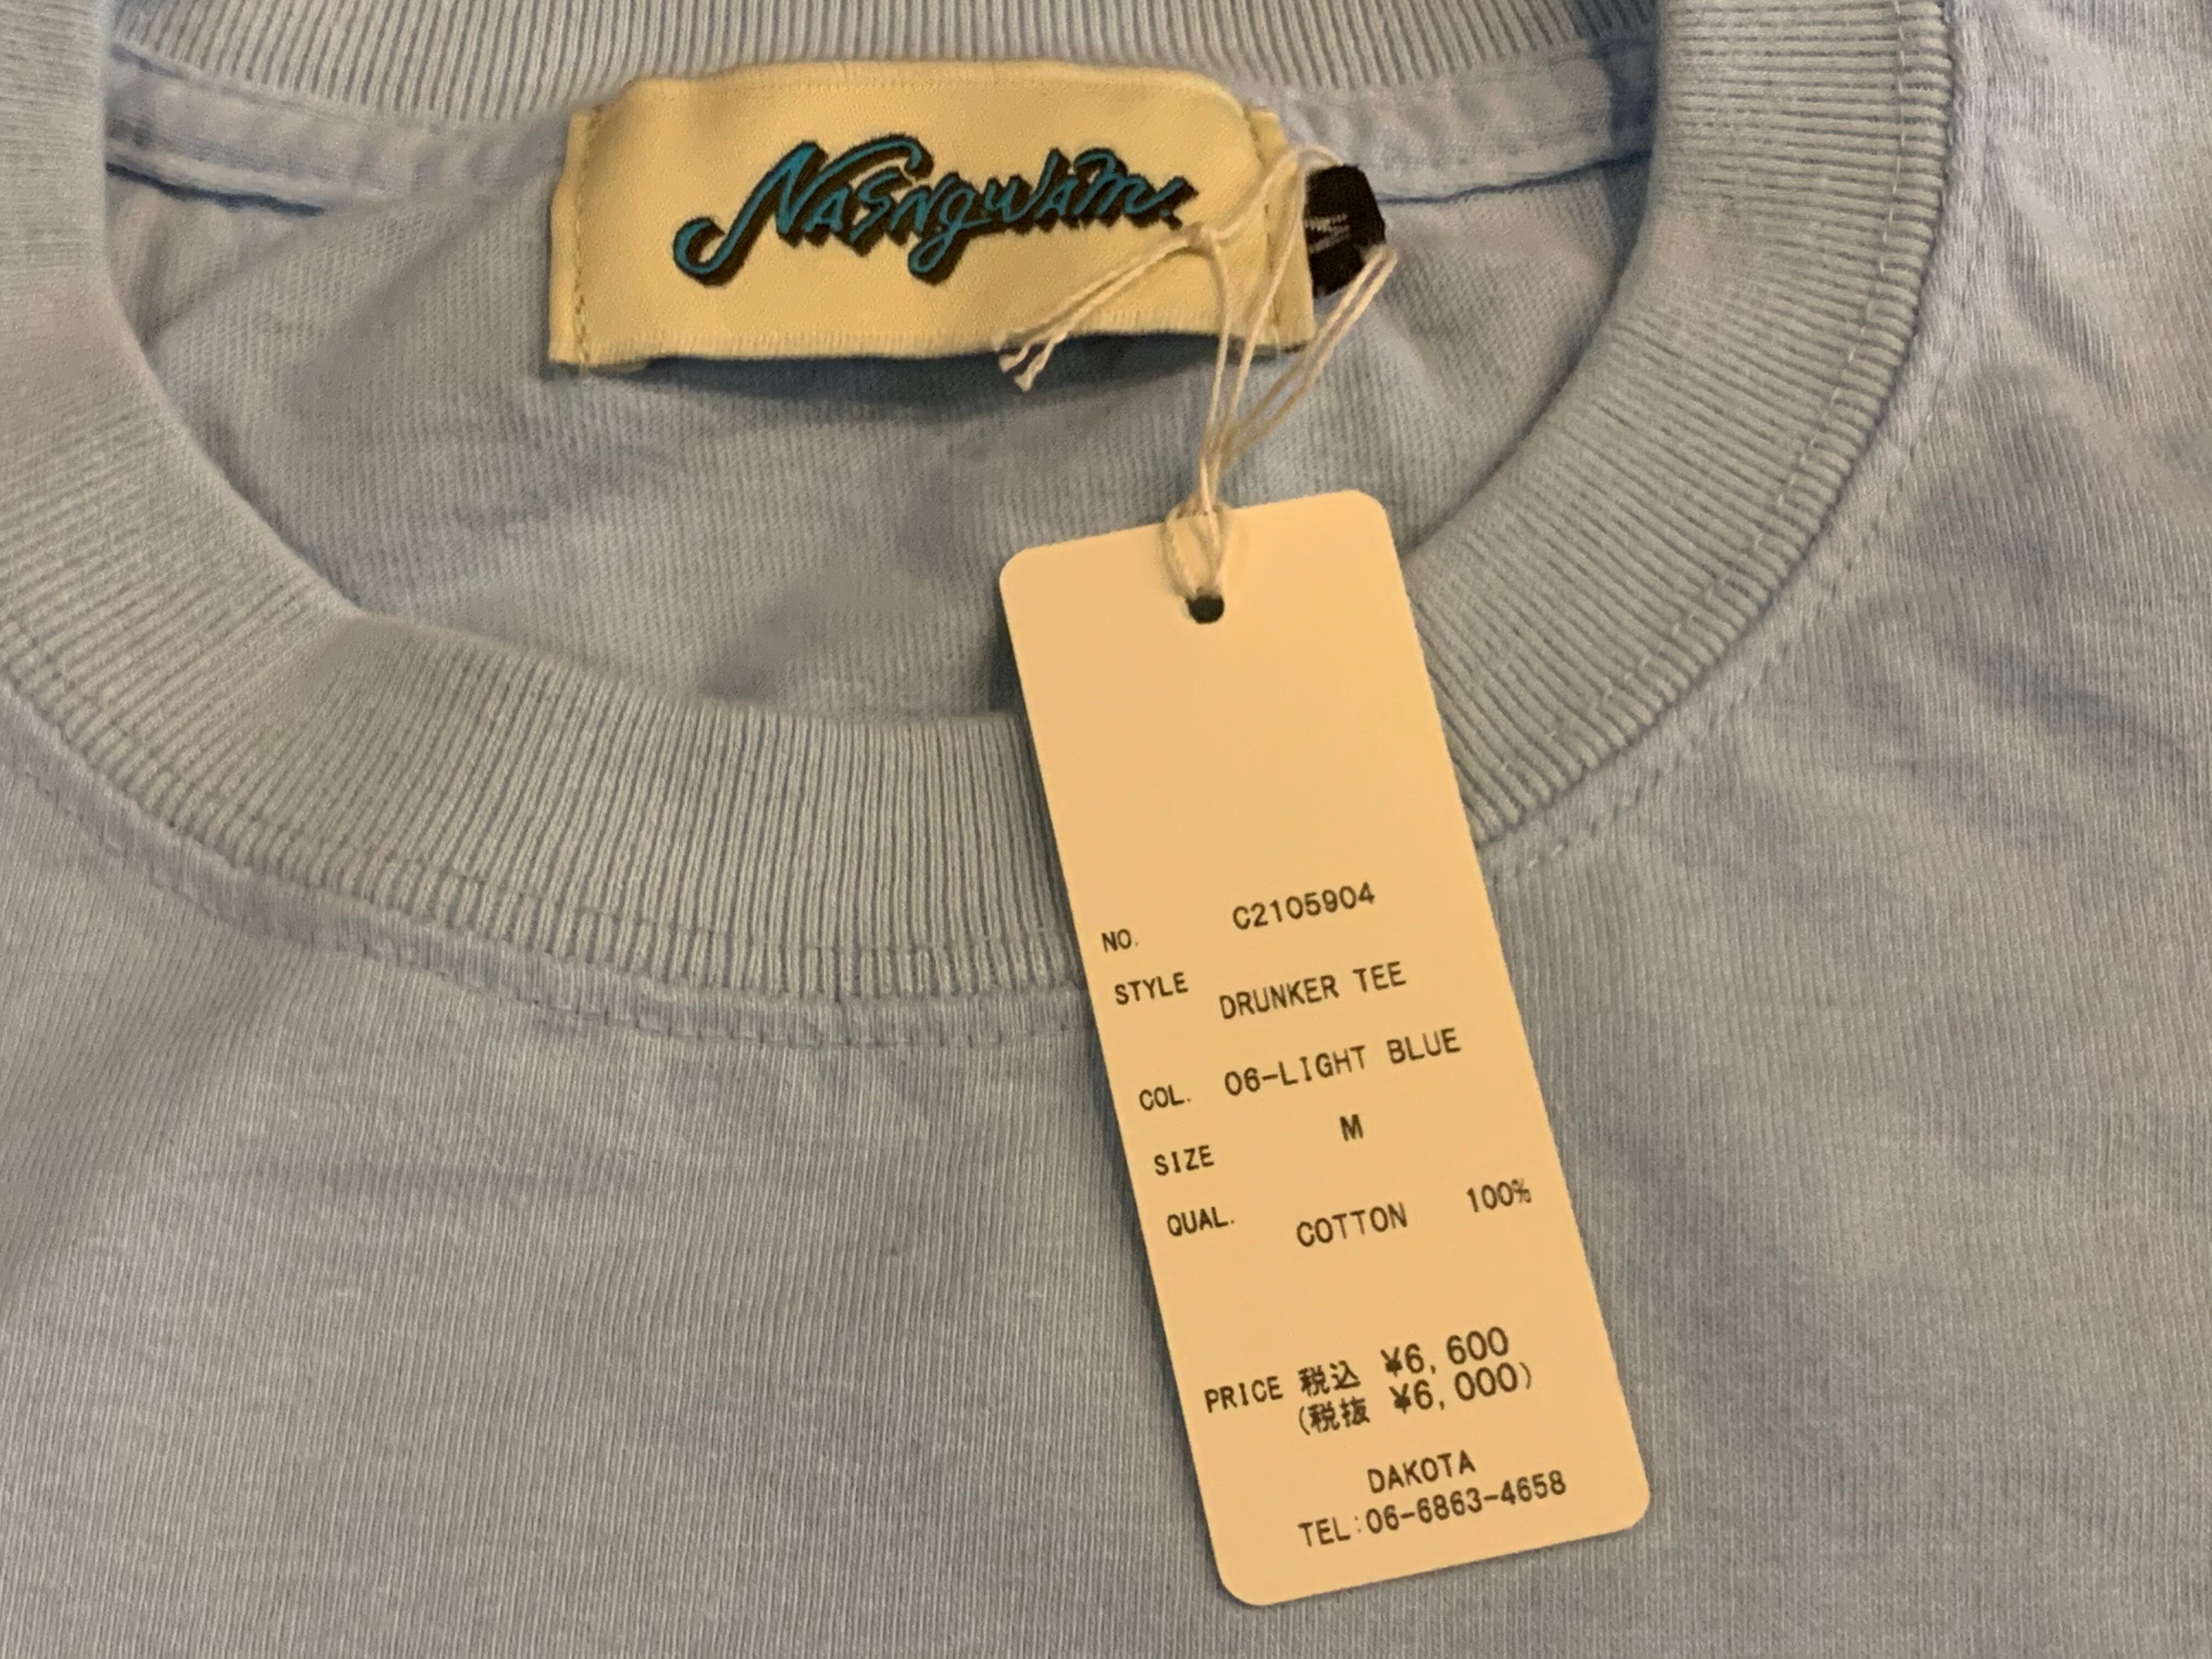 NASNGWAM.
M
NO. C2105904
STYLE DRUNKER TEE
COL. 06-LIGHT BLUE
SIZE M
QUAL. COTTON 100%
PRICE 税込 ¥6,600
(税抜 ¥6,000)
DAKOTA
TEL:06-6863-4658